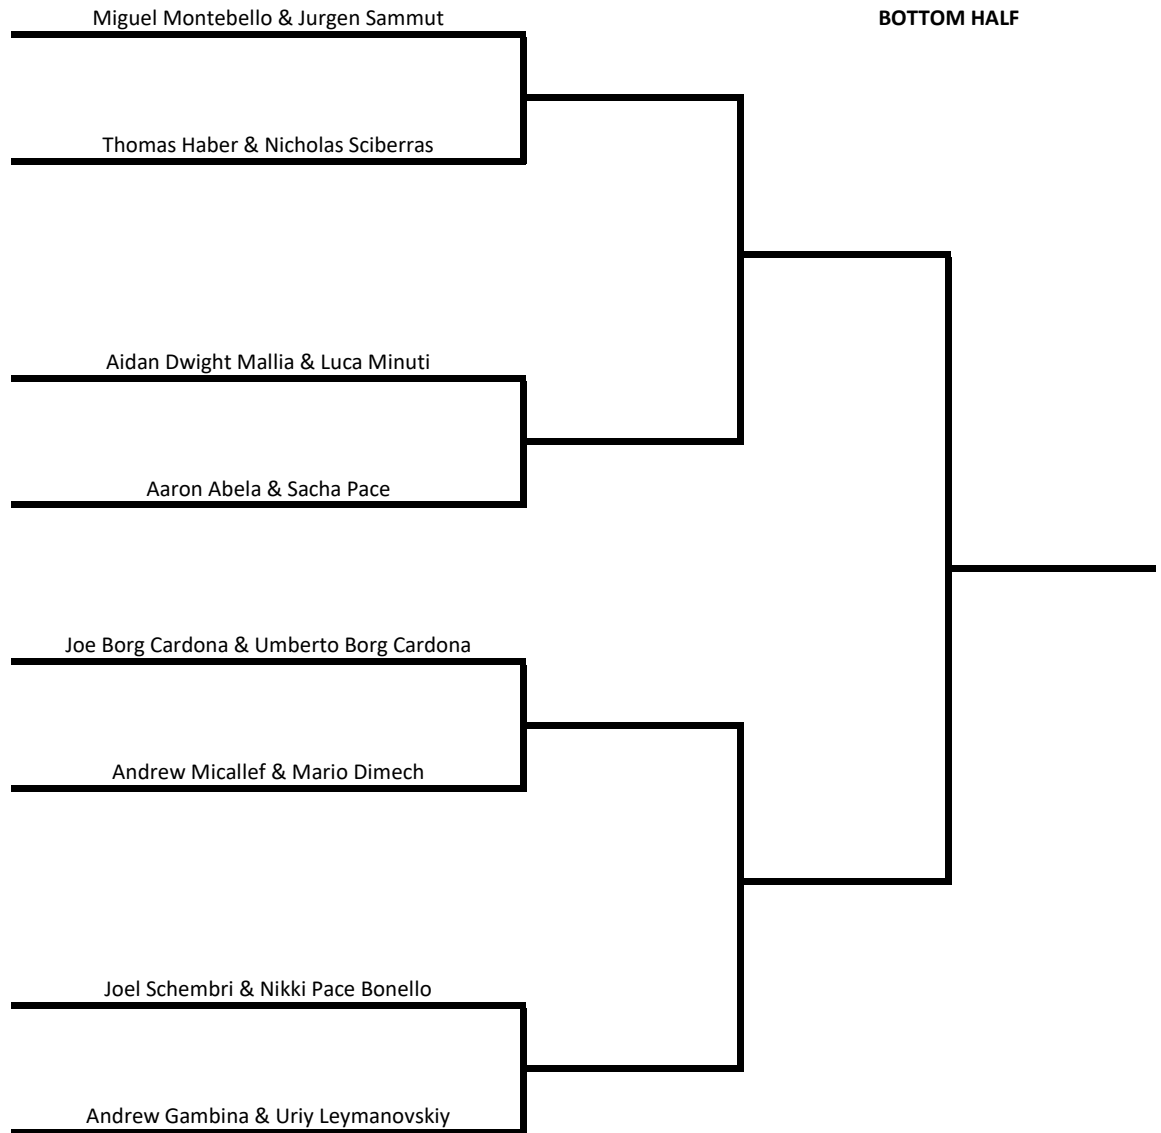 Miguel Montebello & Jurgen Sammut
BOTTOM HALF
Thomas Haber & Nicholas Sciberras
Aidan Dwight Mallia & Luca Minuti
Aaron Abela & Sacha Pace
Joe Borg Cardona & Umberto Borg Cardona
Andrew Micallef & Mario Dimech
Joel Schembri & Nikki Pace Bonello
Andrew Gambina & Uriy Leymanovskiy